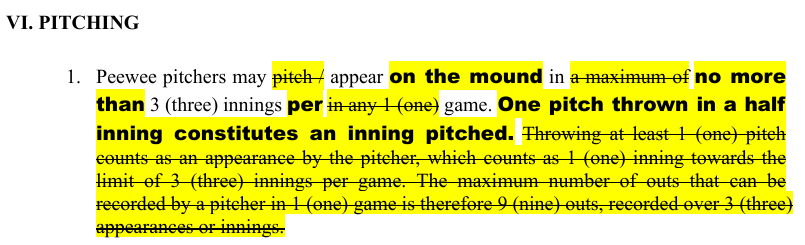 VI. PITCHING
1. Peewee pitchers may pitch / appear on the mound in a maximum of no more
than 3 (three) innings per in any 1 (one) game. One pitch thrown in a half
inning constitutes an inning pitched. Throwing at least 1 (one) pitch
counts as an appearance by the pitcher, which counts as 1 (one) inning towards the
limit of 3 (three) innings per game. The maximum number of outs that can be
recorded by a pitcher in 1 (one) game is therefore 9 (nine) outs, recorded over 3 (three)
appearances or innings.